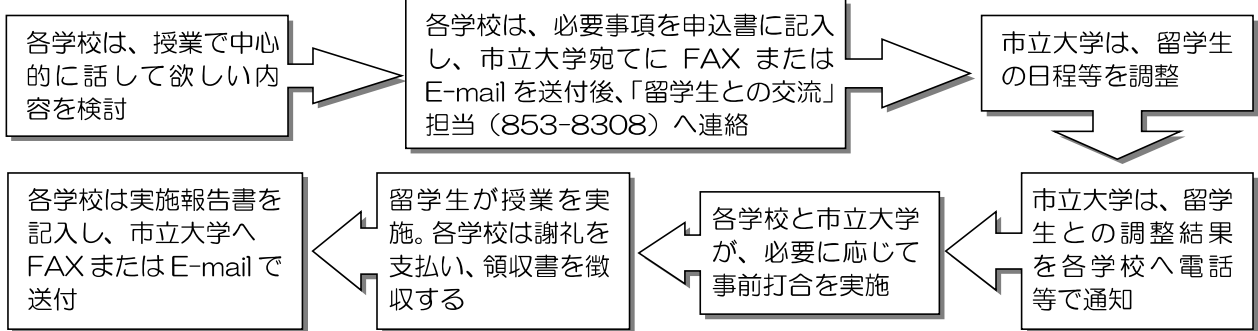 各学校は、授業で中心
的に話して欲しい内
容を検討
各学校は、必要事項を申込書に記入
し、市立大学宛てに FAX または
E-mail を送付後、「留学生との交流」
担当（853-8308）へ連絡
市立大学は、留学生
の日程等を調整
市立大学は、留学
生との調整結果
を各学校へ電話
等で通知
各学校と市立大学
が、必要に応じて
事前打合を実施
留学生が授業を実
施。各学校は謝礼を
支払い、領収書を徴
収する
各学校は実施報告書を
記入し、市立大学へ
FAX または E-mail で
送付